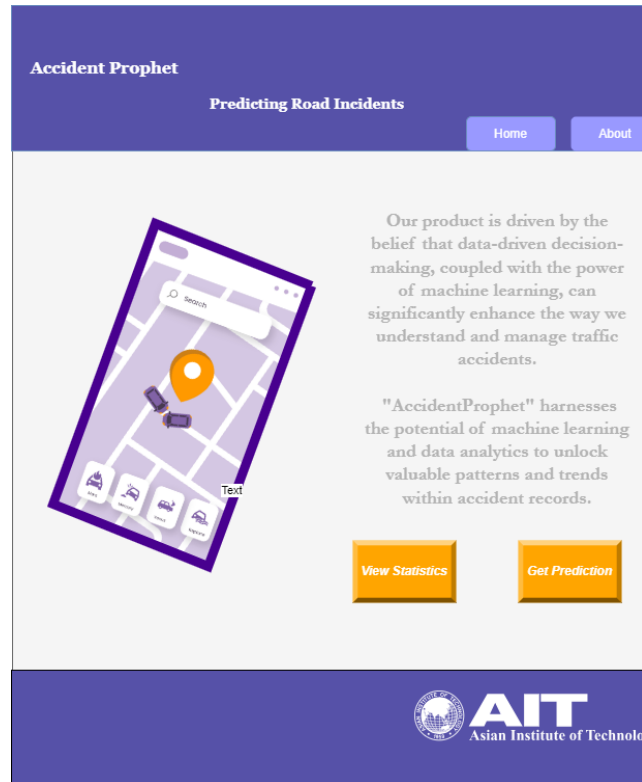 Accident Prophet
Predicting Road Incidents
Home
About
Our product is driven by the
belief that data-driven decision-
making, coupled with the power
of machine learning, can
significantly enhance the way we
understand and manage traffic
accidents.
"AccidentProphet" harnesses
the potential of machine learning
and data analytics to unlock
valuable patterns and trends
within accident records.
Search
Text
View Statistics
Get Prediction
AIT
Asian Institute of Technolo